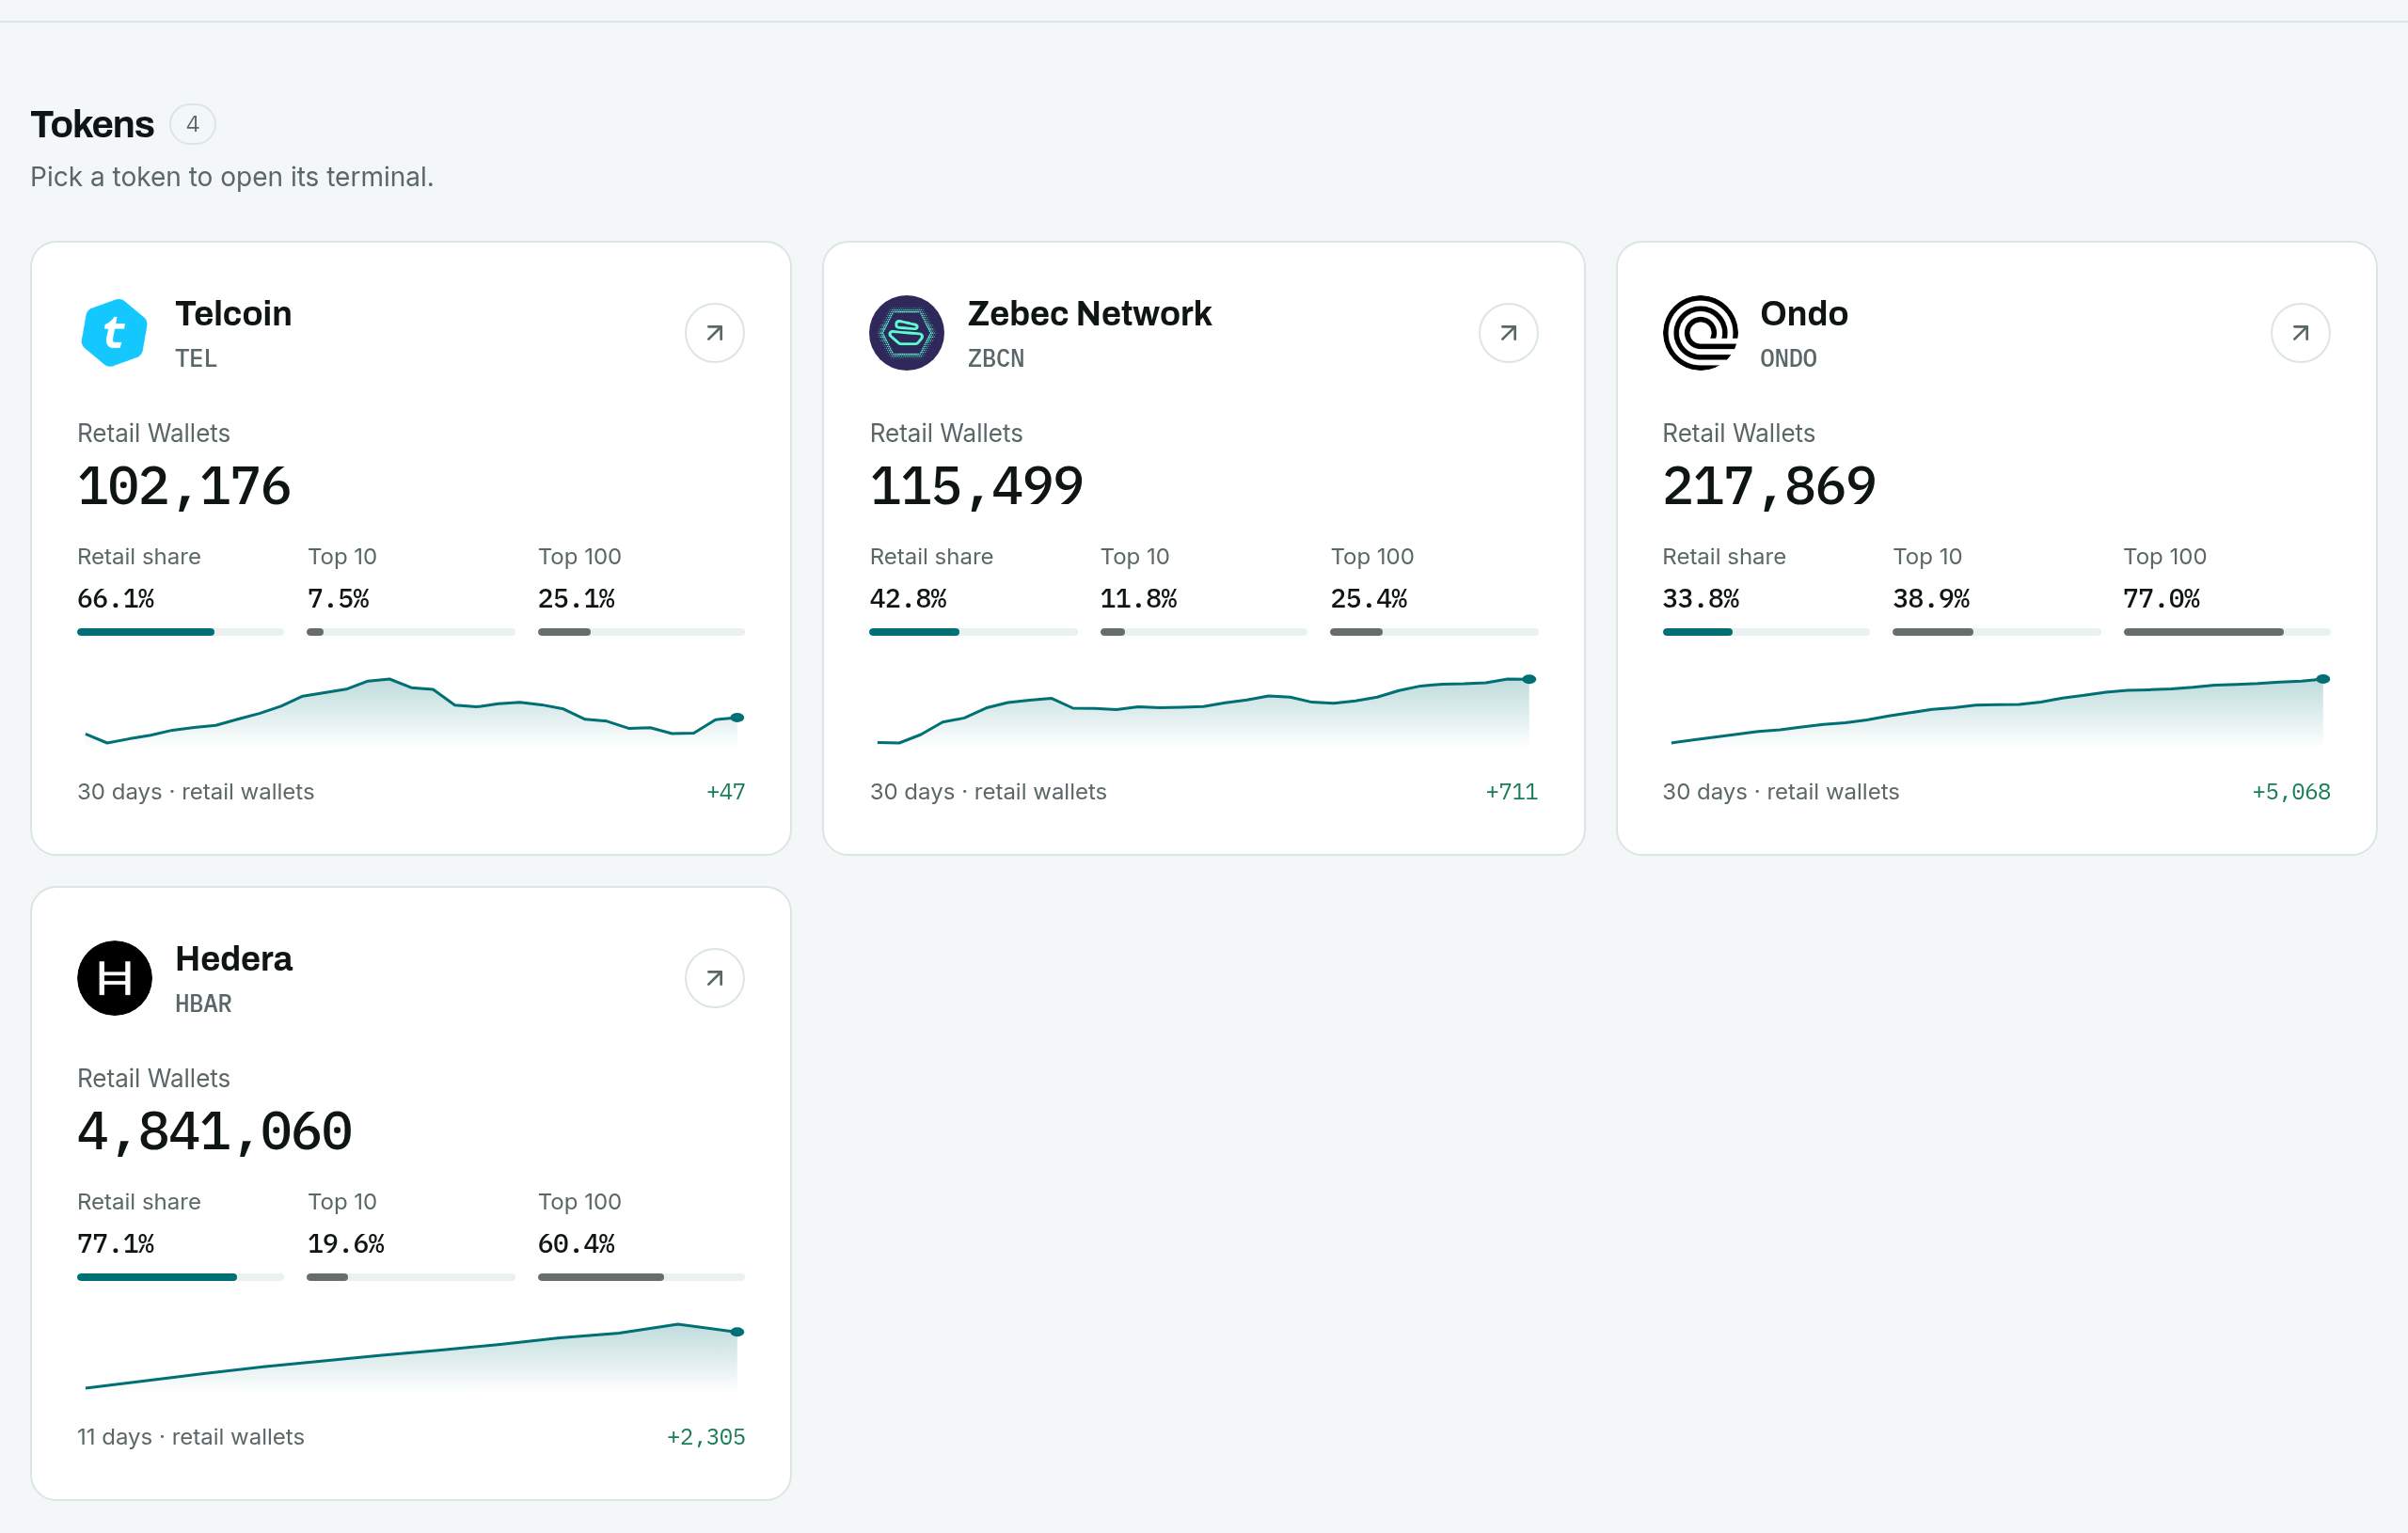 Tokens 4
Pick a token to open its terminal.
t
Telcoin
TEL
Retail Wallets
102,176
Retail share Top 10 Top 100
66.1% 7.5% 25.1%
30 days · retail wallets +47
Zebec Network
ZBCN
Retail Wallets
115,499
Retail share Top 10 Top 100
42.8% 11.8% 25.4%
30 days · retail wallets +711
Ondo
ONDO
Retail Wallets
217,869
Retail share Top 10 Top 100
33.8% 38.9% 77.0%
30 days · retail wallets +5,068
Hedera
HBAR
Retail Wallets
4,841,060
Retail share Top 10 Top 100
77.1% 19.6% 60.4%
11 days · retail wallets +2,305